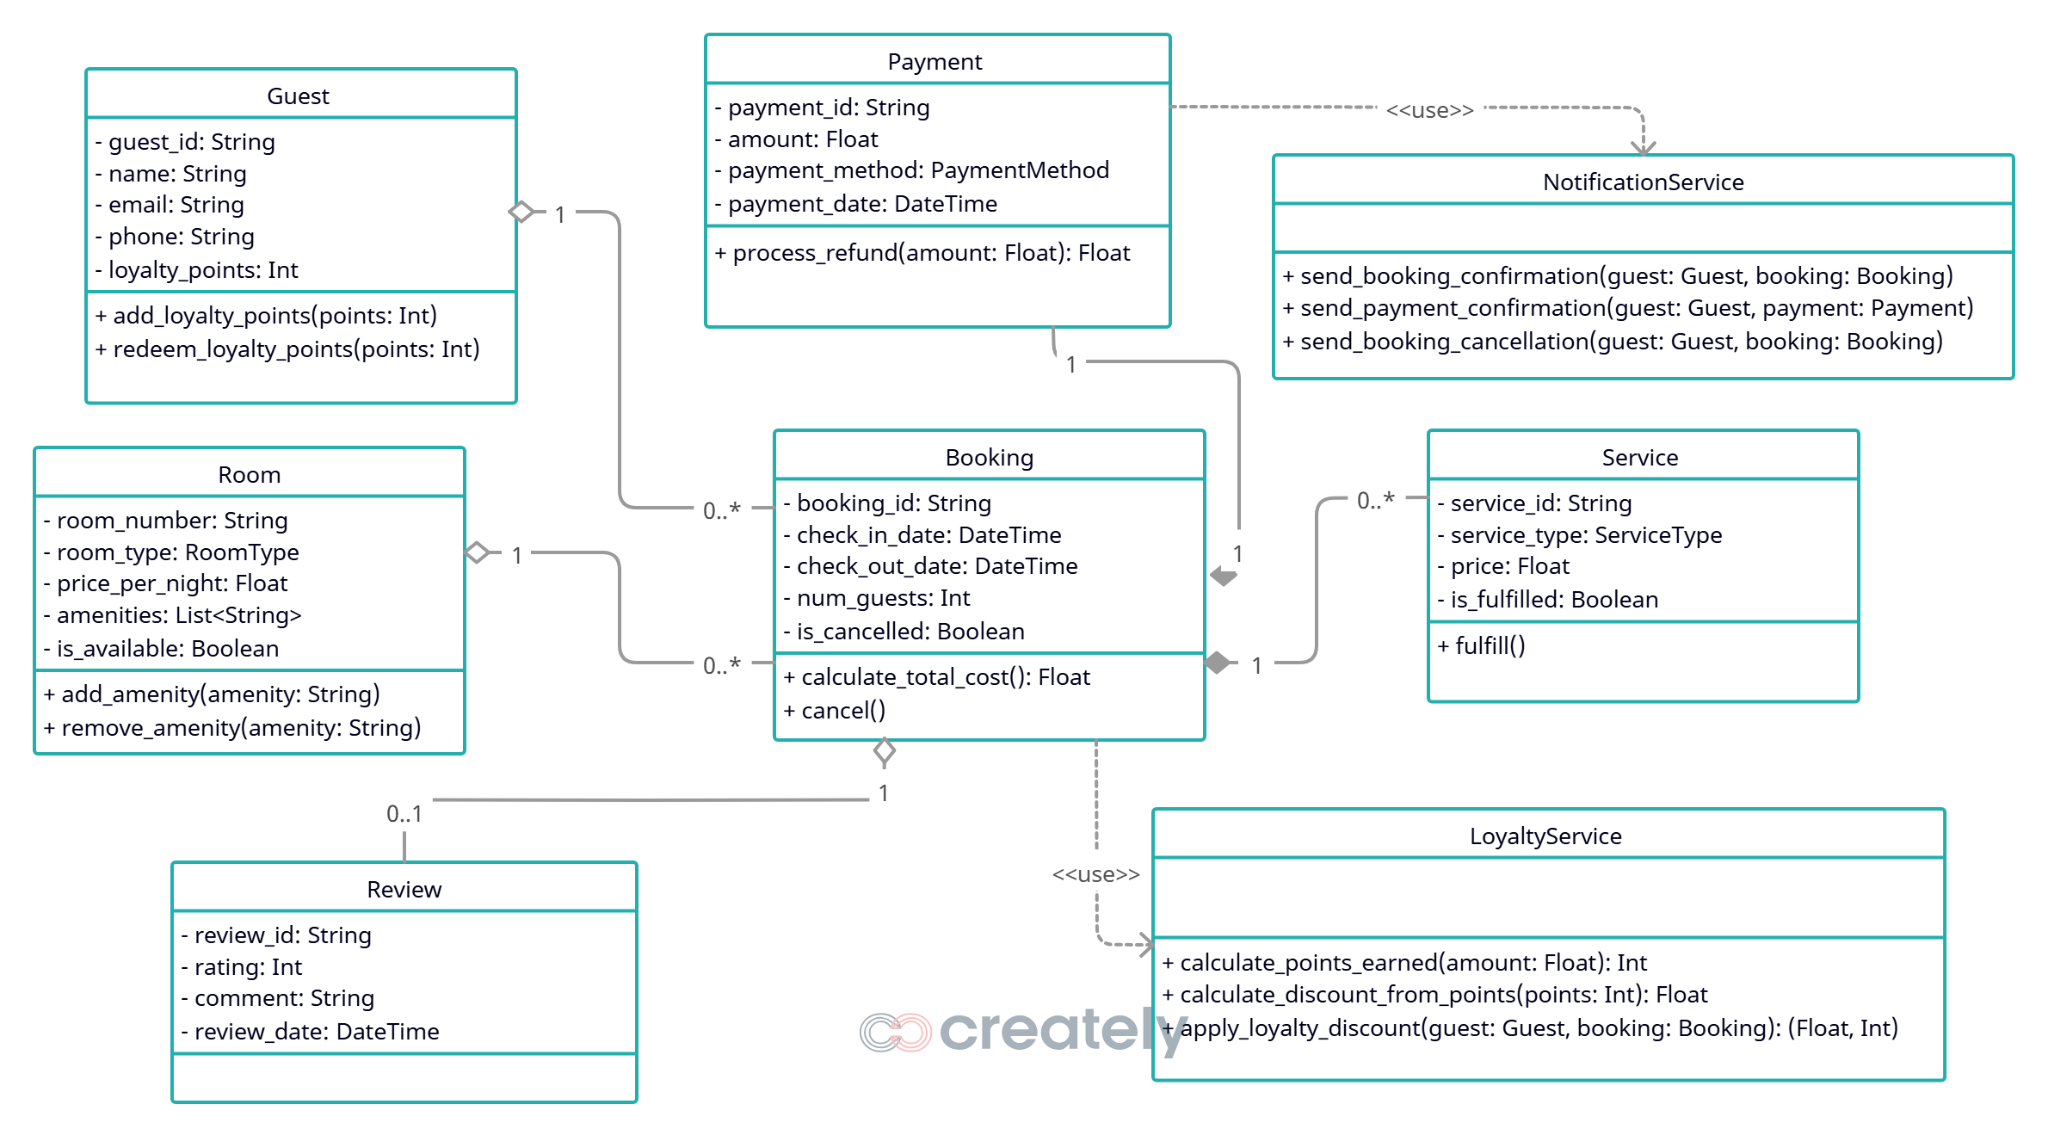 Guest
- guest_id: String
- name: String
- email: String
- phone: String
- loyalty_points: Int
+ add_loyalty_points(points: Int)
+ redeem_loyalty_points(points: Int)
1
0..*
Payment
- payment_id: String
- amount: Float
- payment_method: PaymentMethod
- payment_date: DateTime
+ process_refund(amount: Float): Float
<<use>>
1
1
NotificationService
+ send_booking_confirmation(guest: Guest, booking: Booking)
+ send_payment_confirmation(guest: Guest, payment: Payment)
+ send_booking_cancellation(guest: Guest, booking: Booking)
Room
- room_number: String
- room_type: RoomType
- price_per_night: Float
- amenities: List<String>
- is_available: Boolean
+ add_amenity(amenity: String)
+ remove_amenity(amenity: String)
1
0..*
Booking
- booking_id: String
- check_in_date: DateTime
- check_out_date: DateTime
- num_guests: Int
- is_cancelled: Boolean
+ calculate_total_cost(): Float
+ cancel()
1
0..*
Service
- service_id: String
- service_type: ServiceType
- price: Float
- is_fulfilled: Boolean
+ fulfill()
1
0..1
Review
- review_id: String
- rating: Int
- comment: String
- review_date: DateTime
<<use>>
LoyaltyService
+ calculate_points_earned(amount: Float): Int
+ calculate_discount_from_points(points: Int): Float
+ apply_loyalty_discount(guest: Guest, booking: Booking): (Float, Int)
creately